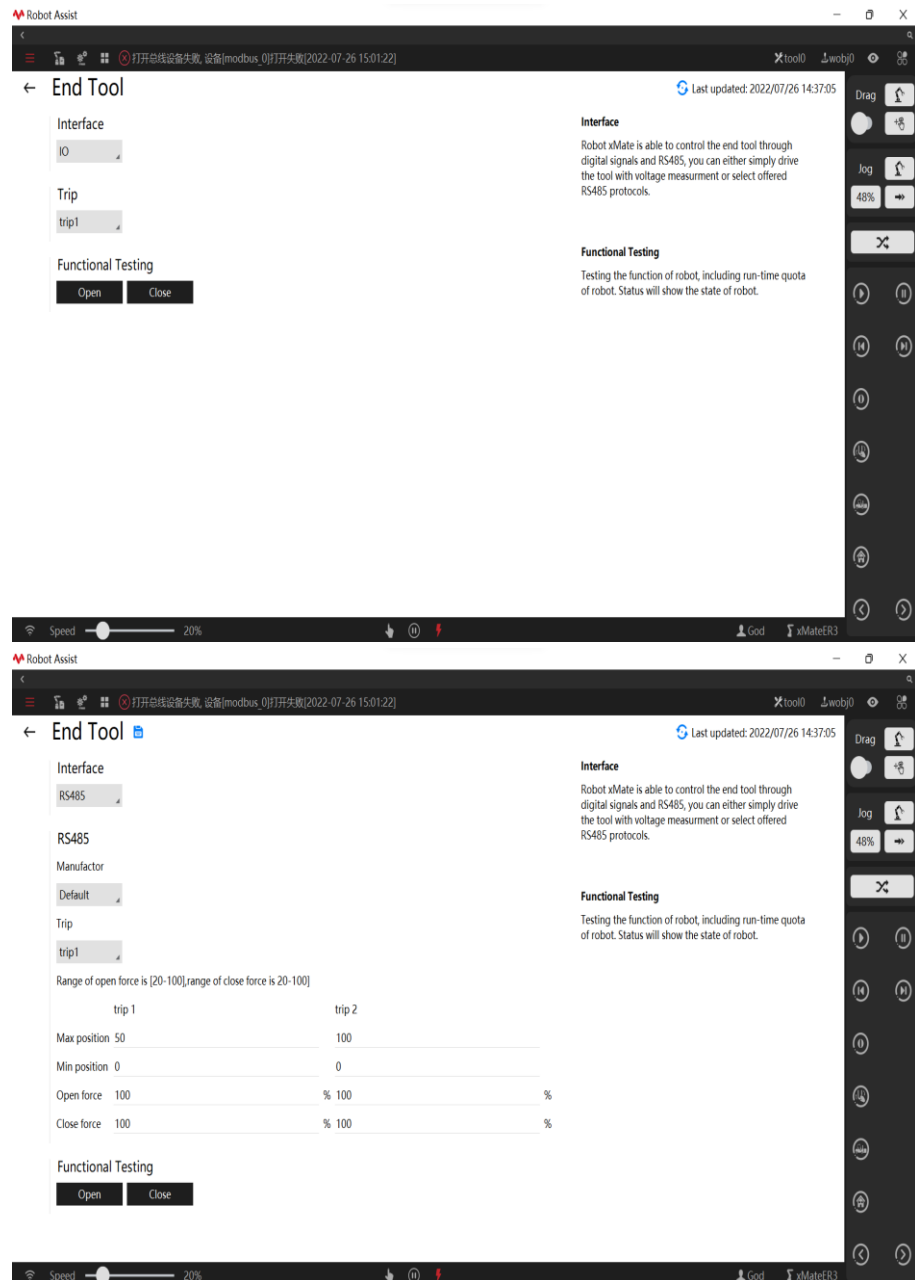 Robot Assist
打开总线设备失败, 设备[modbus_0]打开失败[2022-07-26 15:01:22]
tool0
wobj0
End Tool
Last updated: 2022/07/26 14:37:05
Interface
IO
Trip
trip1
Functional Testing
Open
Close
Interface
Robot xMate is able to control the end tool through
digital signals and RS485, you can either simply drive
the tool with voltage measurment or select offered
RS485 protocols.
Functional Testing
Testing the function of robot, including run-time quota
of robot. Status will show the state of robot.
Drag
Jog
48%
Speed
20%
God
xMateER3
Robot Assist
打开总线设备失败, 设备[modbus_0]打开失败[2022-07-26 15:01:22]
tool0
wobj0
End Tool
Last updated: 2022/07/26 14:37:05
Interface
RS485
RS485
Manufactor
Default
Trip
trip1
Range of open force is [20-100],range of close force is 20-100]
trip 1 trip 2
Max position 50 100
Min position 0 0
Open force 100 % 100 %
Close force 100 % 100 %
Functional Testing
Open
Close
Interface
Robot xMate is able to control the end tool through
digital signals and RS485, you can either simply drive
the tool with voltage measurment or select offered
RS485 protocols.
Functional Testing
Testing the function of robot, including run-time quota
of robot. Status will show the state of robot.
Drag
Jog
48%
Speed
20%
God
xMateER3